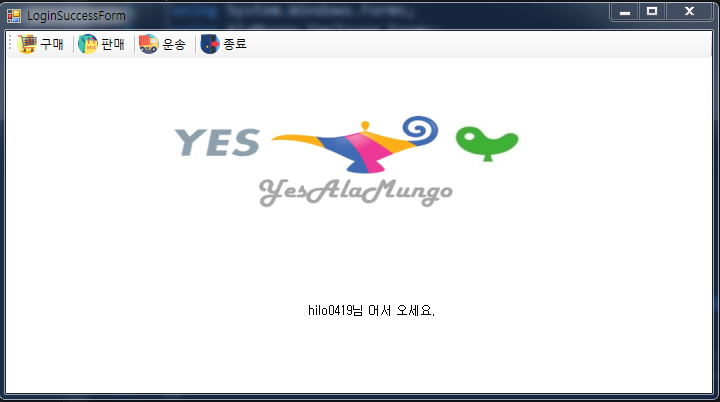 LoginSuccessForm
구매 판매 운송 종료
YES
YesAlaMungo
hilo0419님 어서 오세요.